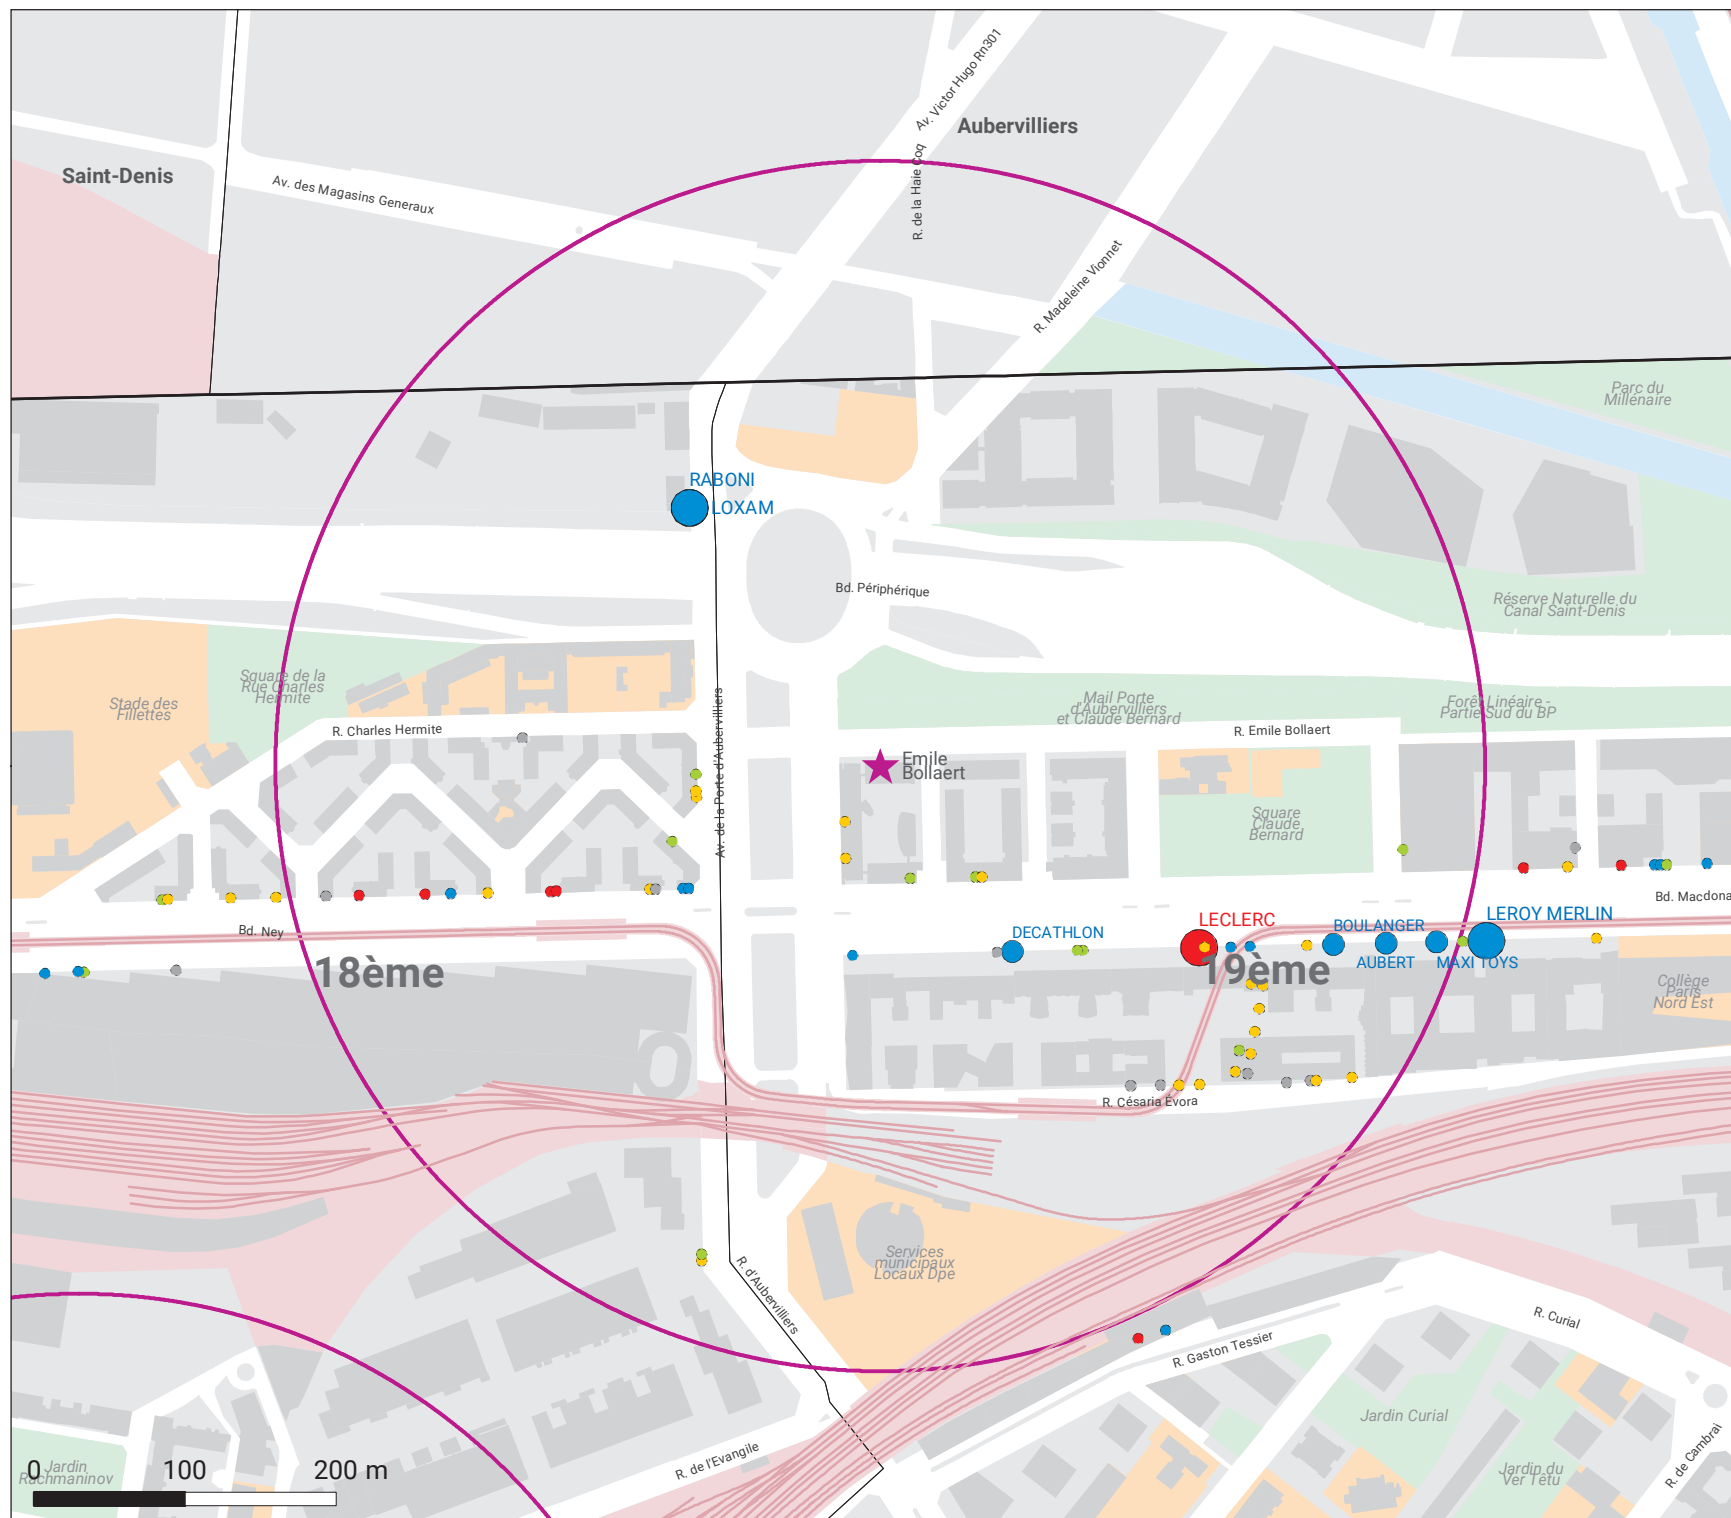 Av. Victor Hugo Rn301
Aubervilliers
Saint-Denis
Av. des Magasins Generaux
R. de la Haie Coq
R. Madeleine Vionnet
Parc du
Millénaire
RABONI
LOXAM
Bd. Périphérique
Réserve Naturelle du
Canal Saint-Denis
Square de la
Rue Charles
Hermite
Stade des
Fillettes
Mail Porte
d'Aubervilliers
et Claude Bernard
Forêt Linéaire -
Partie Sud du BP
R. Charles Hermite
R. Emile Bollaert
Av. de la Porte d'Aubervilliers
Emile
Bollaert
Square
Claude
Bernard
Bd. Macdona
Bd. Ney
DECATHLON
LECLERC
BOULANGER
LEROY MERLIN
AUBERT
MAXI TOYS
18ème
19ème
Collège
Paris
Nord Est
R. Césaria Évora
Services
municipaux
Locaux Dpe
R. d'Aubervilliers
R. Gaston Tessier
R. Curial
Jardin Curial
R. de Cambrai
Jardin du
Ver Têtu
R. de l'Evangile
Jardin
Rachmaninov
0 100 200 m